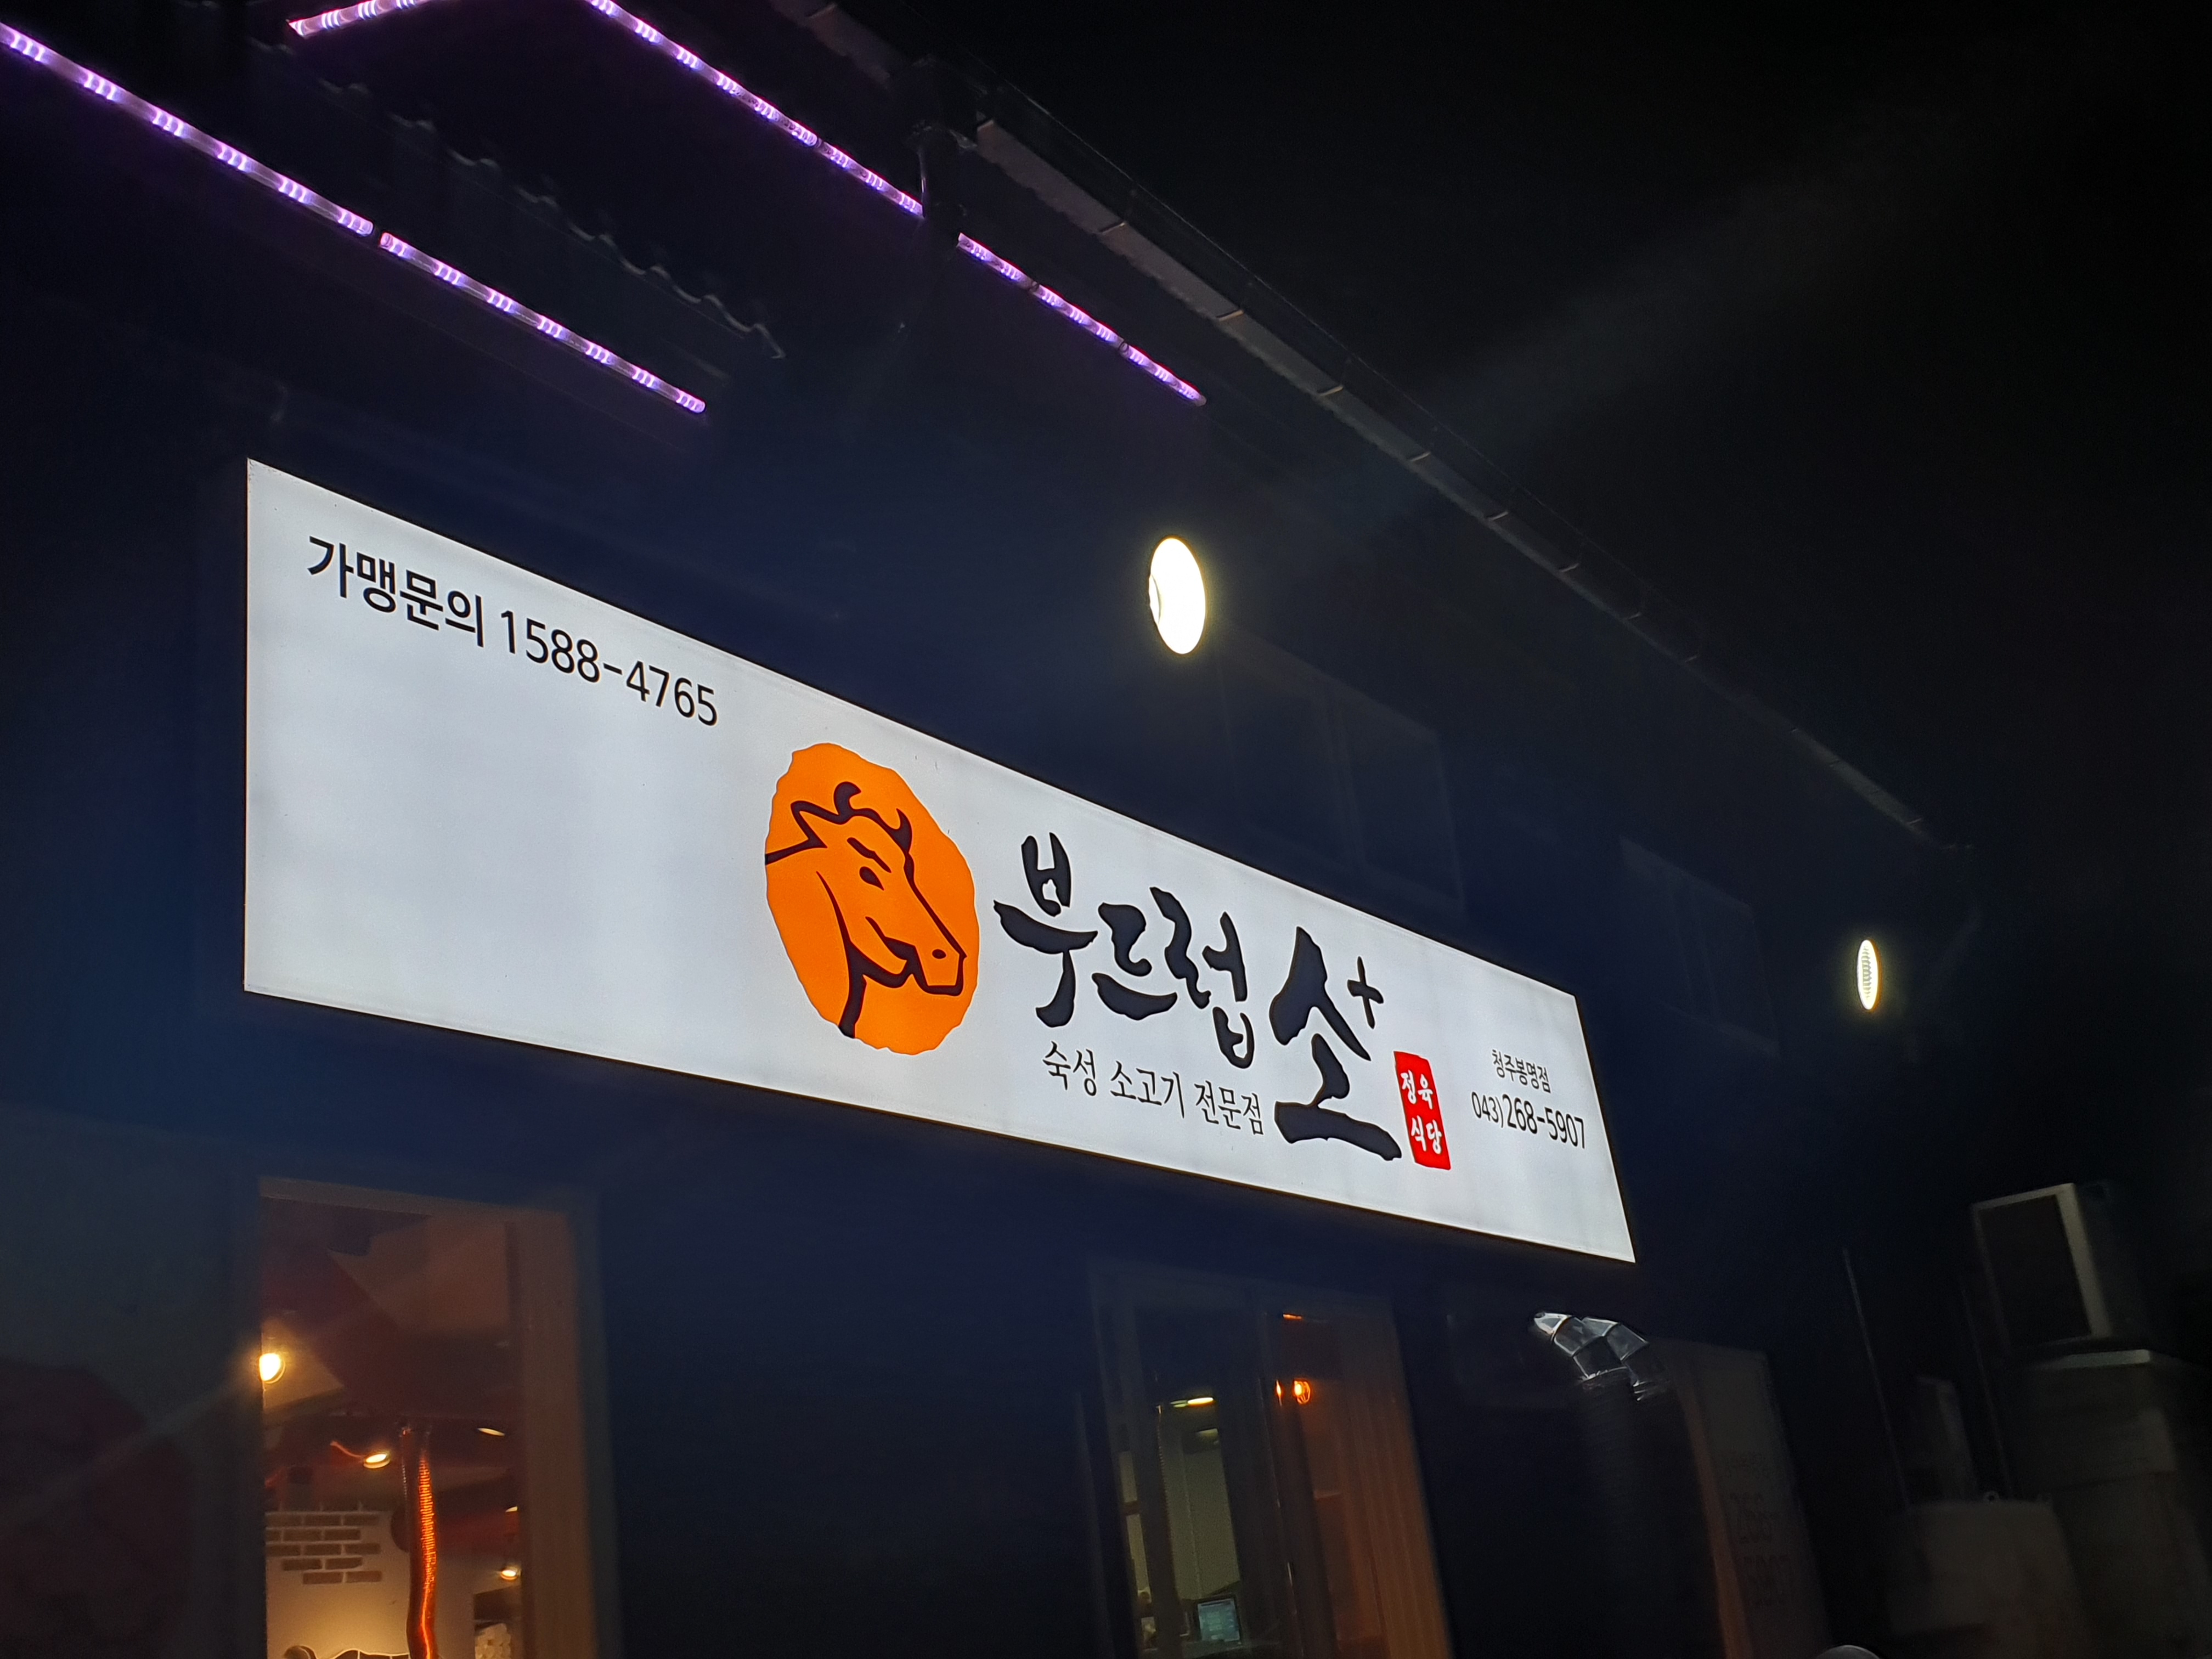 가맹문의 1588-4765
부드럽소+
숙성 소고기 전문점
정육
식당
청주봉명점
043)268-5907